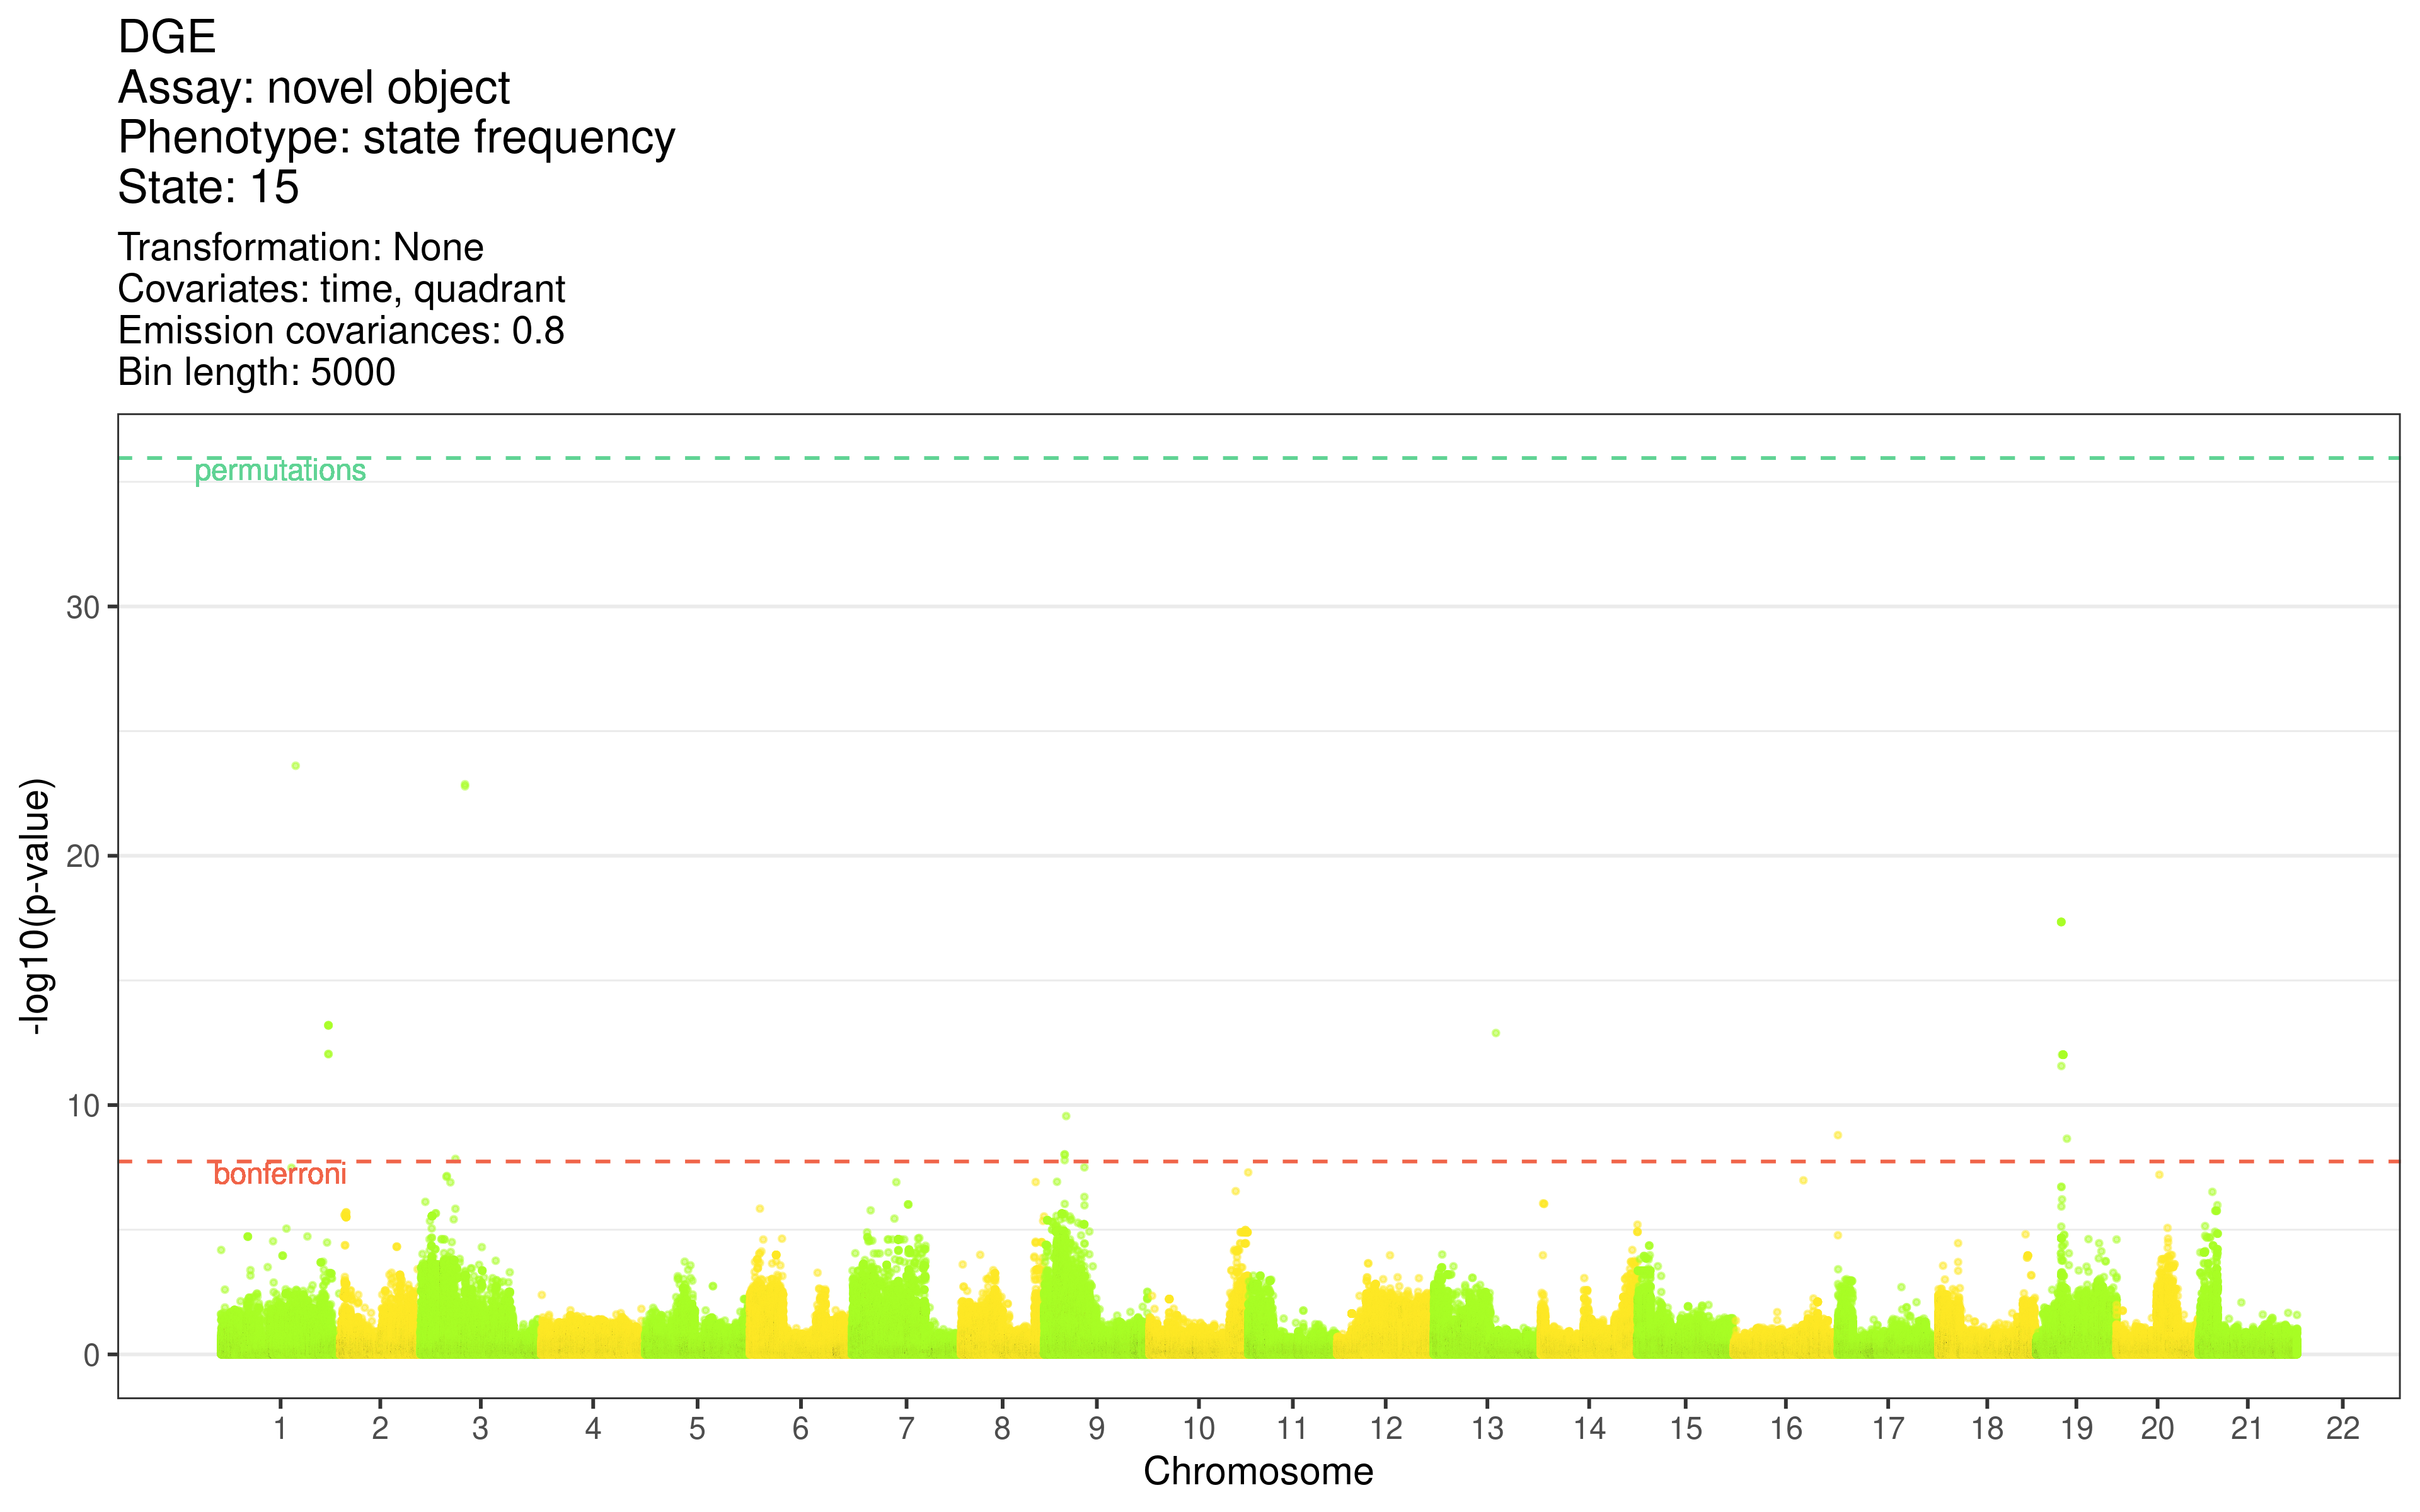 DGE
Assay: novel object
Phenotype: state frequency
State: 15
Transformation: None
Covariates: time, quadrant
Emission covariances: 0.8
Bin length: 5000
permutations
30
20
10
bonferroni
0
-log10(p-value)
1 2 3 4 5 6 7 8 9 10 11 12 13 14 15 16 17 18 19 20 21 22
Chromosome